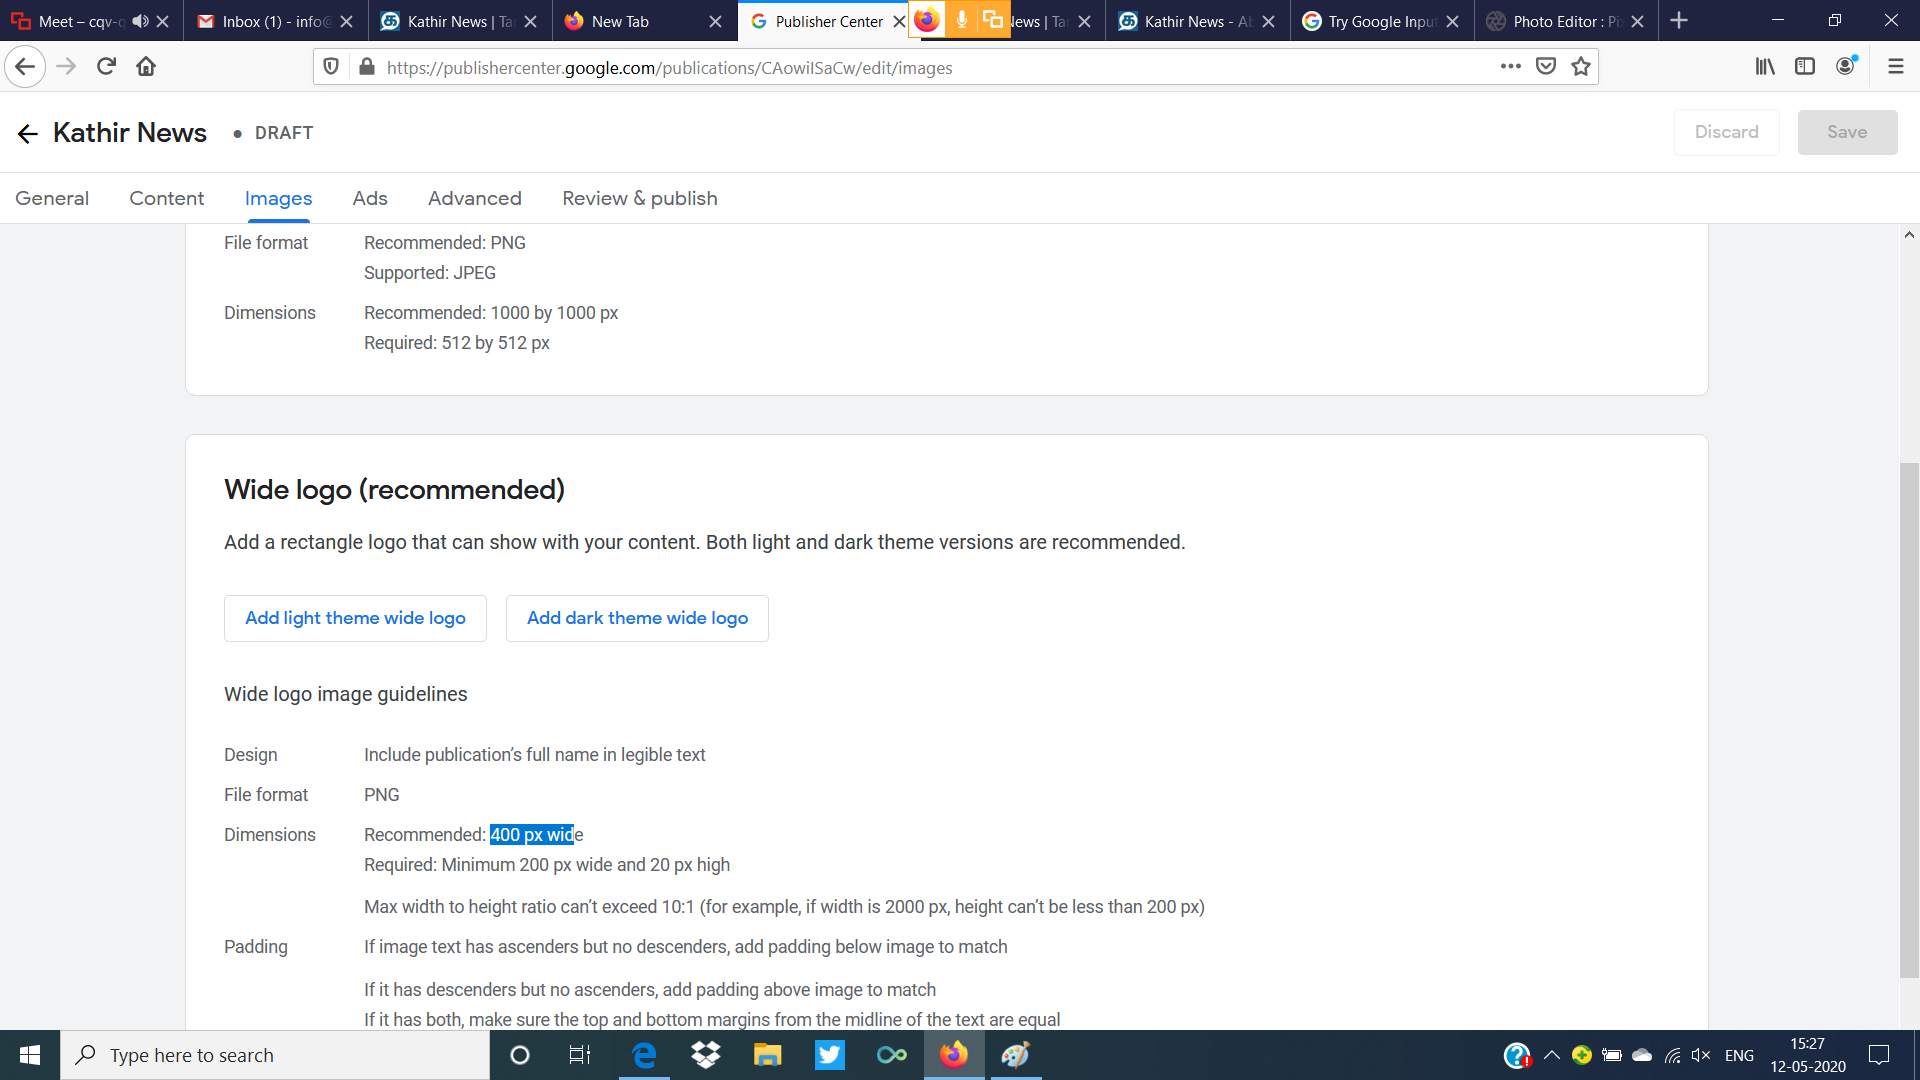 Meet – cqv-q
Inbox (1) - info@
Kathir News | Tar
New Tab
Publisher Center
News | Tar
Kathir News - Ab
Try Google Input
Photo Editor : Pix
https://publishercenter.google.com/publications/CAowiISaCw/edit/images
Kathir News • DRAFT
Discard
Save
General
Content
Images
Ads
Advanced
Review & publish
File format
Recommended: PNG
Supported: JPEG
Dimensions
Recommended: 1000 by 1000 px
Required: 512 by 512 px
Wide logo (recommended)
Add a rectangle logo that can show with your content. Both light and dark theme versions are recommended.
Add light theme wide logo
Add dark theme wide logo
Wide logo image guidelines
Design
Include publication’s full name in legible text
File format
PNG
Dimensions
Recommended: 400 px wide
Required: Minimum 200 px wide and 20 px high
Max width to height ratio can’t exceed 10:1 (for example, if width is 2000 px, height can’t be less than 200 px)
Padding
If image text has ascenders but no descenders, add padding below image to match
If it has descenders but no ascenders, add padding above image to match
If it has both, make sure the top and bottom margins from the midline of the text are equal
Type here to search
ENG
15:27
12-05-2020